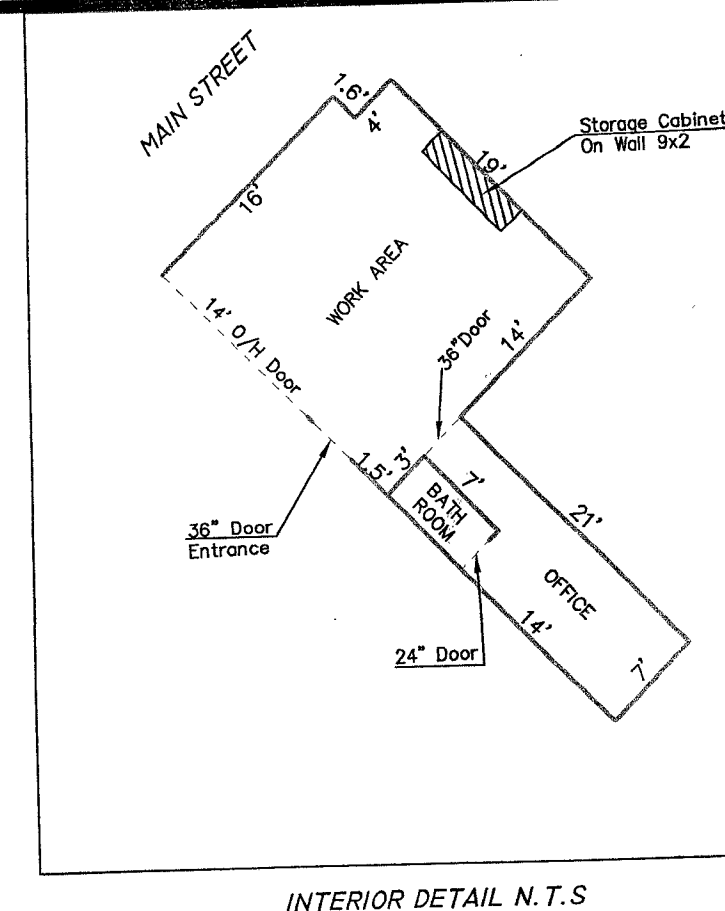 MAIN STREET
1.6'
4'
Storage Cabinet
On Wall 9x2
19'
16'
WORK AREA
14' O/H Door
36" Door
14'
1.5'
3'
7'
BATH
ROOM
21'
36" Door
Entrance
OFFICE
14'
24" Door
7'
INTERIOR DETAIL N.T.S